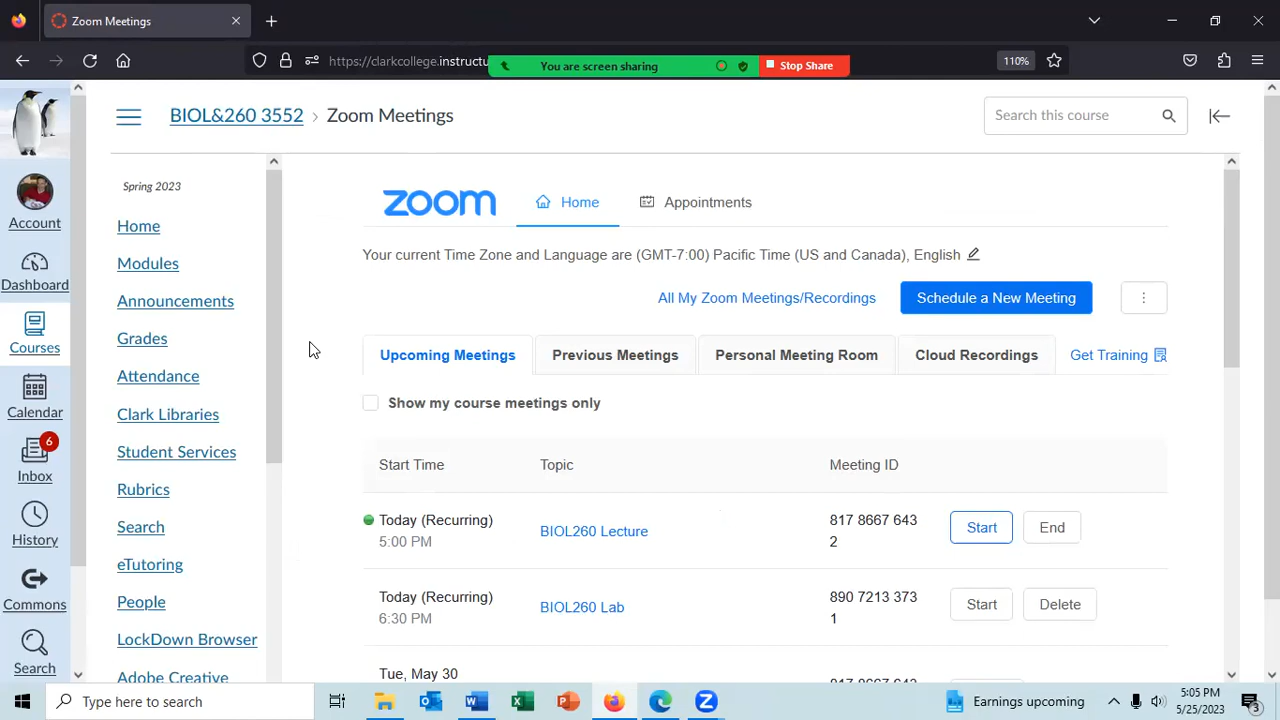 Zoom Meetings
https://clarkcollege.instructu
You are screen sharing
Stop Share
110%
BIOL&260 3552 › Zoom Meetings
Search this course
Account
Dashboard
Courses
Calendar
6
Inbox
History
Commons
Search
Spring 2023
Home
Modules
Announcements
Grades
Attendance
Clark Libraries
Student Services
Rubrics
Search
eTutoring
People
LockDown Browser
Adobe Creative
zoom
Home
Appointments
Your current Time Zone and Language are (GMT-7:00) Pacific Time (US and Canada), English
All My Zoom Meetings/Recordings
Schedule a New Meeting
Upcoming Meetings
Previous Meetings
Personal Meeting Room
Cloud Recordings
Get Training
Show my course meetings only
Start Time
Topic
Meeting ID
Today (Recurring)
5:00 PM
BIOL260 Lecture
817 8667 643
2
Start
End
Today (Recurring)
6:30 PM
BIOL260 Lab
890 7213 373
1
Start
Delete
Tue, May 30
Type here to search
Earnings upcoming
5:05 PM
5/25/2023
3